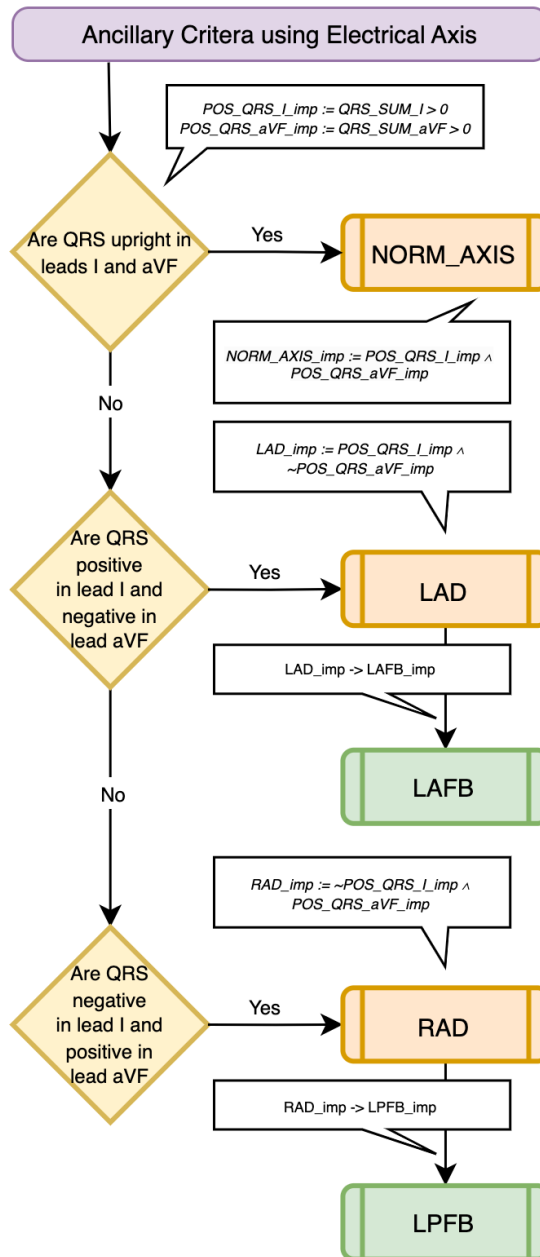 Ancillary Critera using Electrical Axis
POS_QRS_I_imp := QRS_SUM_I > 0
POS_QRS_aVF_imp := QRS_SUM_aVF > 0
Are QRS upright in
leads I and aVF
Yes
NORM_AXIS
NORM_AXIS_imp := POS_QRS_I_imp ∧
POS_QRS_aVF_imp
No
LAD_imp := POS_QRS_I_imp ∧
~POS_QRS_aVF_imp
Are QRS
positive
in lead I and
negative in
lead aVF
Yes
LAD
LAD_imp -> LAFB_imp
LAFB
No
RAD_imp := ~POS_QRS_I_imp ∧
POS_QRS_aVF_imp
Are QRS
negative
in lead I and
positive in
lead aVF
Yes
RAD
RAD_imp -> LPFB_imp
LPFB